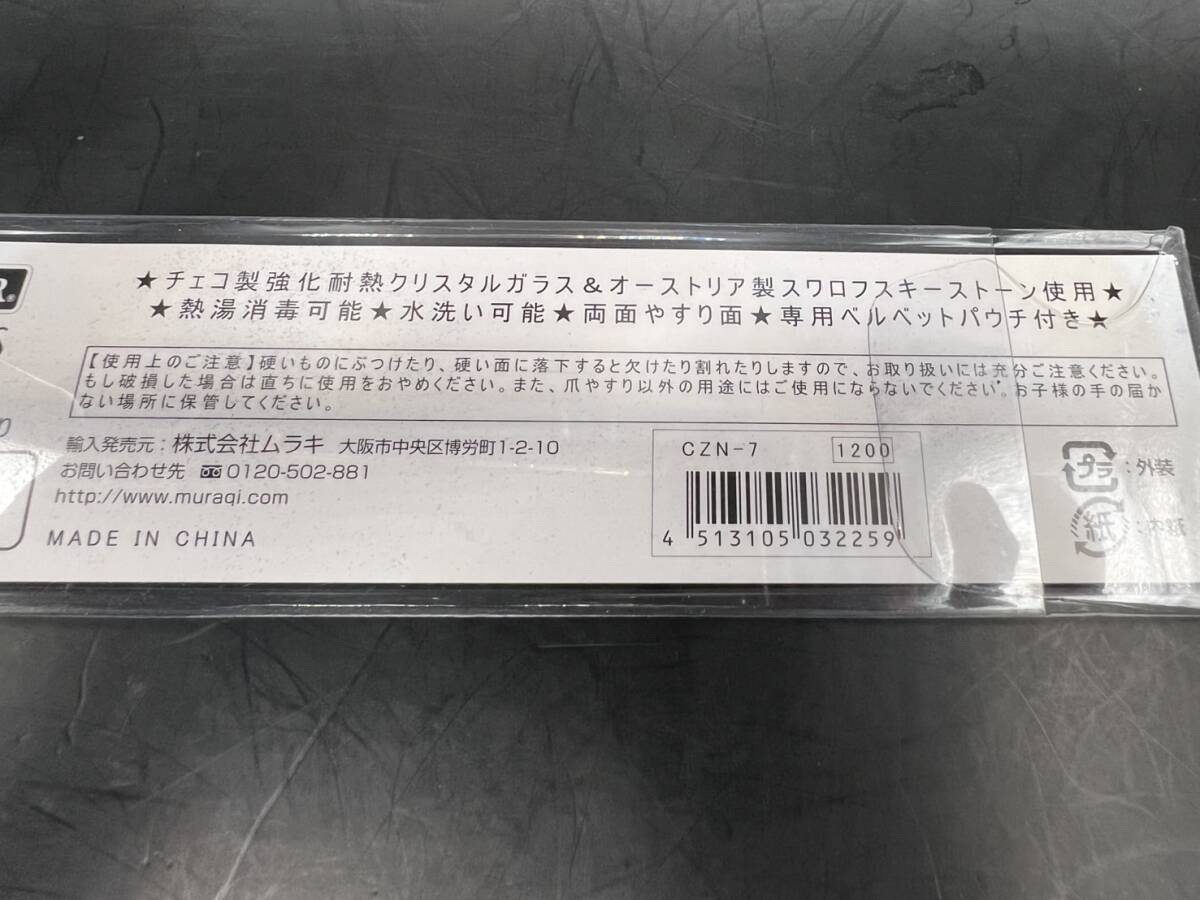 R®
★チェコ製強化耐熱クリスタルガラス＆オーストリア製スワロフスキーストーン使用★
★熱湯消毒可能★水洗い可能★両面やすり面★専用ベルベットパウチ付き★
【使用上のご注意】硬いものにぶつけたり、硬い面に落下すると欠けたり割れたりしますので、お取り扱いには充分ご注意ください。
もし破損した場合は直ちに使用をおやめください。また、爪やすり以外の用途にはご使用にならないでください。お子様の手の届か
ない場所に保管してください。
輸入発売元：株式会社ムラキ 大阪市中央区博労町1-2-10
お問い合わせ先 0120-502-881
http://www.muraqi.com
MADE IN CHINA
CZN-7 1200
4 513105 032259
プラ：外装
紙：内紙